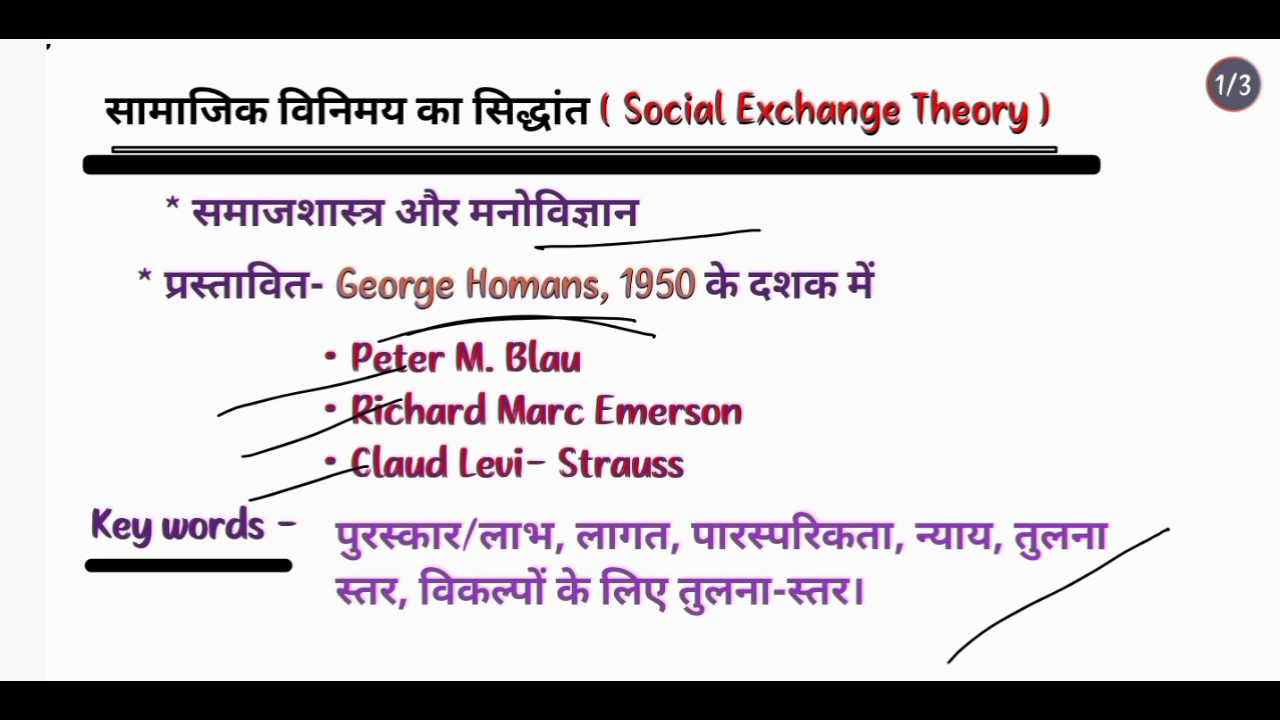 सामाजिक विनिमय का सिद्धांत ( Social Exchange Theory )
1/3
* समाजशास्त्र और मनोविज्ञान
* प्रस्तावित- George Homans, 1950 के दशक में
• Peter M. Blau
• Richard Marc Emerson
• Claud Levi- Strauss
Key words - पुरस्कार/लाभ, लागत, पारस्परिकता, न्याय, तुलना
स्तर, विकल्पों के लिए तुलना-स्तर।